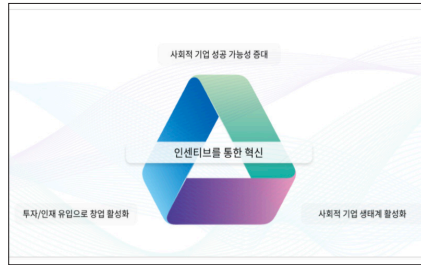 사회적 기업 성공 가능성 증대
인센티브를 통한 혁신
투자/인재 유입으로 창업 활성화
사회적 기업 생태계 활성화